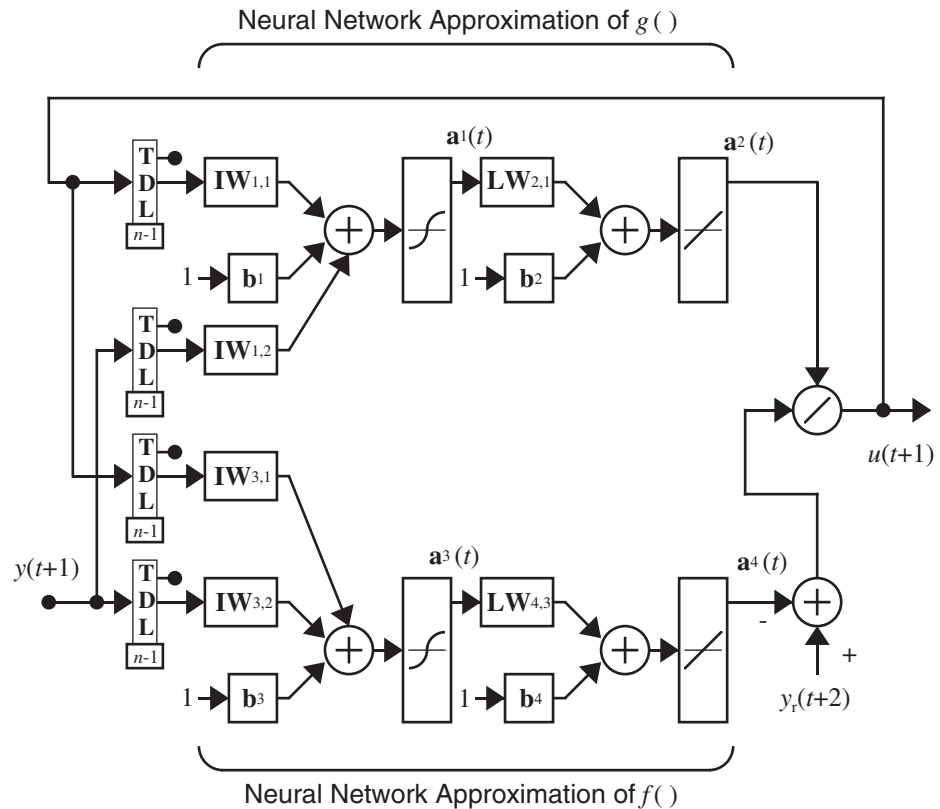 Neural Network Approximation of g ( )
a1(t)
a2(t)
T
D
L
n-1
IW1,1
LW2,1
1
b1
1
b2
T
D
L
n-1
IW1,2
u(t+1)
T
D
L
n-1
IW3,1
y(t+1)
a3(t)
a4(t)
T
D
L
n-1
IW3,2
LW4,3
-
+
1
b3
1
b4
yr(t+2)
Neural Network Approximation of f ( )